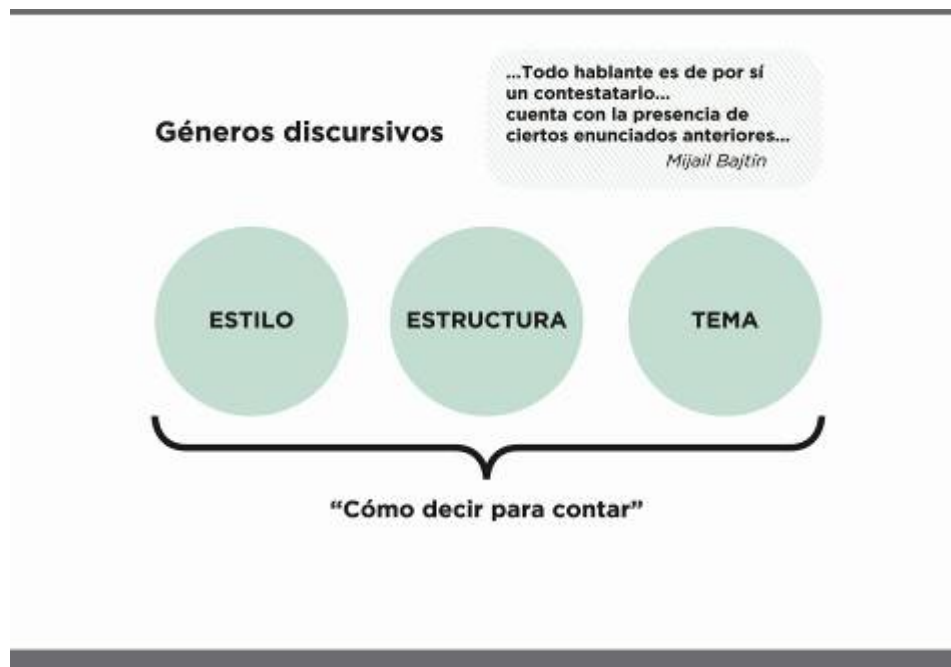 Géneros discursivos
...Todo hablante es de por sí
un contestatario...
cuenta con la presencia de
ciertos enunciados anteriores...
Mijail Bajtín
ESTILO
ESTRUCTURA
TEMA
“Cómo decir para contar”